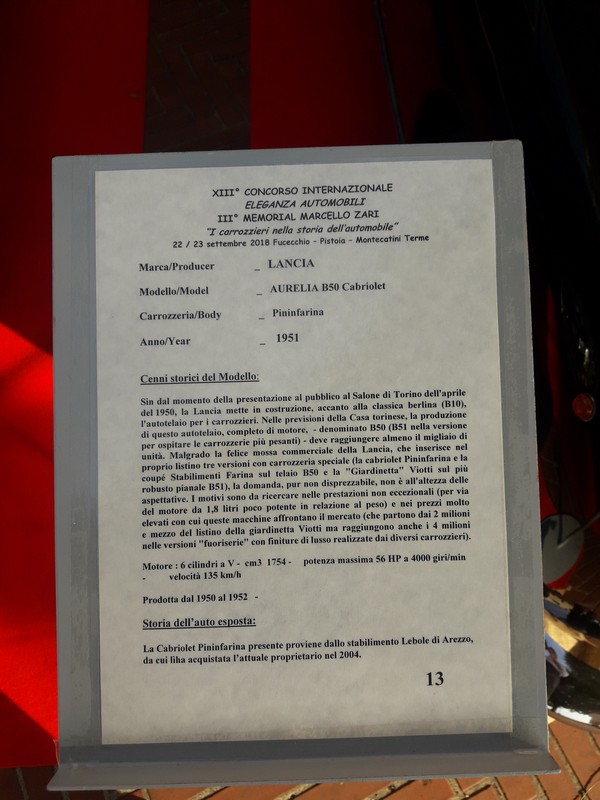 XIII° CONCORSO INTERNAZIONALE
ELEGANZA AUTOMOBILI
III° MEMORIAL MARCELLO ZARI
"I carrozzieri nella storia dell'automobile"
22 / 23 settembre 2018 Fucecchio - Pistoia - Montecatini Terme
Marca/Producer _ LANCIA
Modello/Model _ AURELIA B50 Cabriolet
Carrozzeria/Body _ Pininfarina
Anno/Year _ 1951
Cenni storici del Modello:
Sin dal momento della presentazione al pubblico al Salone di Torino dell'aprile
del 1950, la Lancia mette in costruzione, accanto alla classica berlina (B10),
l'autotelaio per i carrozzieri. Nelle previsioni della Casa torinese, la produzione
di questo autotelaio, completo di motore, - denominato B50 (B51 nella versione
per ospitare le carrozzerie più pesanti) - deve raggiungere almeno il migliaio di
unità. Malgrado la felice mossa commerciale della Lancia, che inserisce nel
proprio listino tre versioni con carrozzeria speciale (la cabriolet Pininfarina e la
coupé Stabilimenti Farina sul telaio B50 e la "Giardinetta" Viotti sul più
robusto pianale B51), la domanda, pur non disprezzabile, non è all'altezza delle
aspettative. I motivi sono da ricercare nelle prestazioni non eccezionali (per via
del motore da 1,8 litri poco potente in relazione al peso) e nei prezzi molto
elevati con cui queste macchine affrontano il mercato (che partono dai 2 milioni
e mezzo del listino della giardinetta Viotti ma raggiungono anche i 4 milioni
nelle versioni "fuoriserie" con finiture di lusso realizzate dai diversi carrozzieri).
Motore : 6 cilindri a V - cm3 1754 - potenza massima 56 HP a 4000 giri/min
- velocità 135 km/h
Prodotta dal 1950 al 1952 -
Storia dell'auto esposta:
La Cabriolet Pininfarina presente proviene dallo stabilimento Lebole di Arezzo,
da cui liha acquistata l'attuale proprietario nel 2004.
13